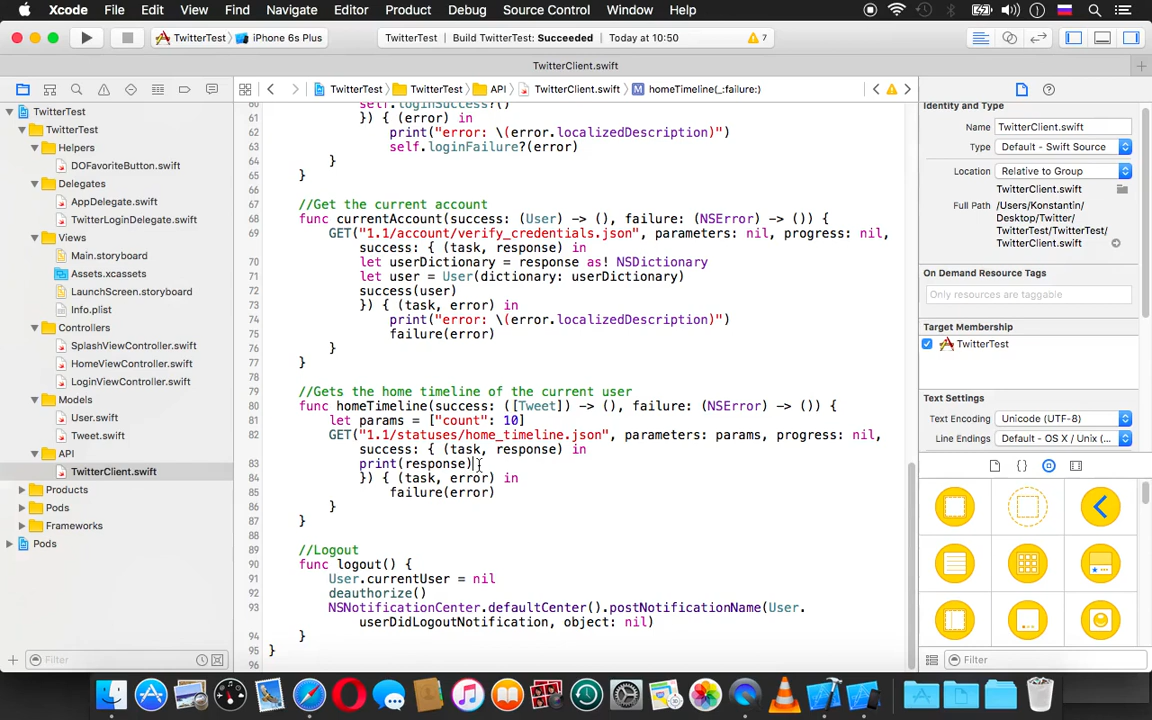 Xcode File Edit View Find Navigate Editor Product Debug Source Control Window Help
TwitterTest iPhone 6s Plus TwitterTest Build TwitterTest: Succeeded Today at 10:50 7
TwitterClient.swift
TwitterTest TwitterTest API TwitterClient.swift M homeTimeline(_:failure:)
TwitterTest
TwitterTest
Helpers
DOFavoriteButton.swift
Delegates
AppDelegate.swift
TwitterLoginDelegate.swift
Views
Main.storyboard
Assets.xcassets
LaunchScreen.storyboard
Info.plist
Controllers
SplashViewController.swift
HomeViewController.swift
LoginViewController.swift
Models
User.swift
Tweet.swift
API
TwitterClient.swift
Products
Pods
Frameworks
Pods
Filter
60 self.loginSuccess?()
61 }) { (error) in
62 print("error: \(error.localizedDescription)")
63 self.loginFailure?(error)
64 }
65 }
66
67 //Get the current account
68 func currentAccount(success: (User) -> (), failure: (NSError) -> ()) {
69 GET("1.1/account/verify_credentials.json", parameters: nil, progress: nil,
success: { (task, response) in
70 let userDictionary = response as! NSDictionary
71 let user = User(dictionary: userDictionary)
72 success(user)
73 }) { (task, error) in
74 print("error: \(error.localizedDescription)")
75 failure(error)
76 }
77 }
78
79 //Gets the home timeline of the current user
80 func homeTimeline(success: ([Tweet]) -> (), failure: (NSError) -> ()) {
81 let params = ["count": 10]
82 GET("1.1/statuses/home_timeline.json", parameters: params, progress: nil,
success: { (task, response) in
83 print(response)
84 }) { (task, error) in
85 failure(error)
86 }
87 }
88
89 //Logout
90 func logout() {
91 User.currentUser = nil
92 deauthorize()
93 NSNotificationCenter.defaultCenter().postNotificationName(User.
userDidLogoutNotification, object: nil)
94 }
95 }
96
Identity and Type
Name TwitterClient.swift
Type Default - Swift Source
Location Relative to Group
TwitterClient.swift
Full Path /Users/Konstantin/
Desktop/Twitter/
TwitterTest/TwitterTest/
TwitterClient.swift
On Demand Resource Tags
Only resources are taggable
Target Membership
TwitterTest
Text Settings
Text Encoding Unicode (UTF-8)
Line Endings Default - OS X / Unix (...
Filter